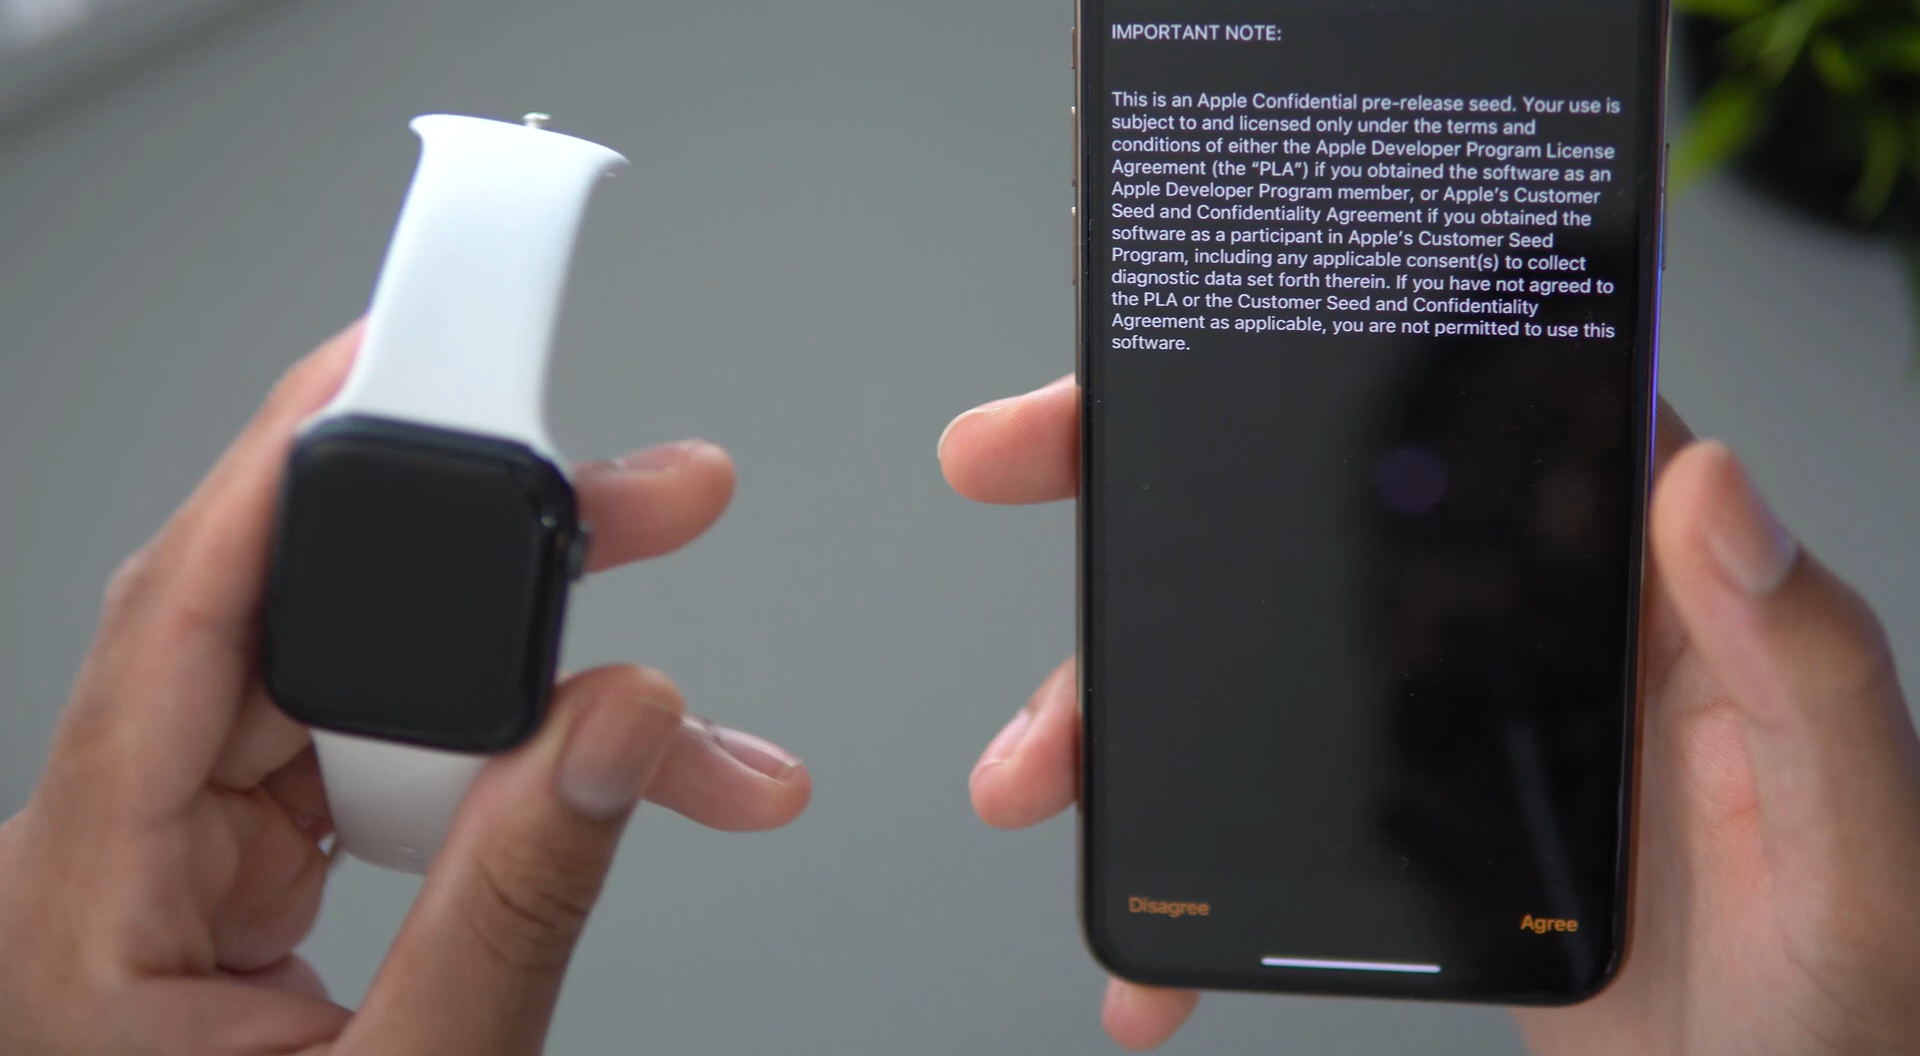 IMPORTANT NOTE:
This is an Apple Confidential pre-release seed. Your use is
subject to and licensed only under the terms and
conditions of either the Apple Developer Program License
Agreement (the “PLA”) if you obtained the software as an
Apple Developer Program member, or Apple’s Customer
Seed and Confidentiality Agreement if you obtained the
software as a participant in Apple’s Customer Seed
Program, including any applicable consent(s) to collect
diagnostic data set forth therein. If you have not agreed to
the PLA or the Customer Seed and Confidentiality
Agreement as applicable, you are not permitted to use this
software.
Disagree
Agree